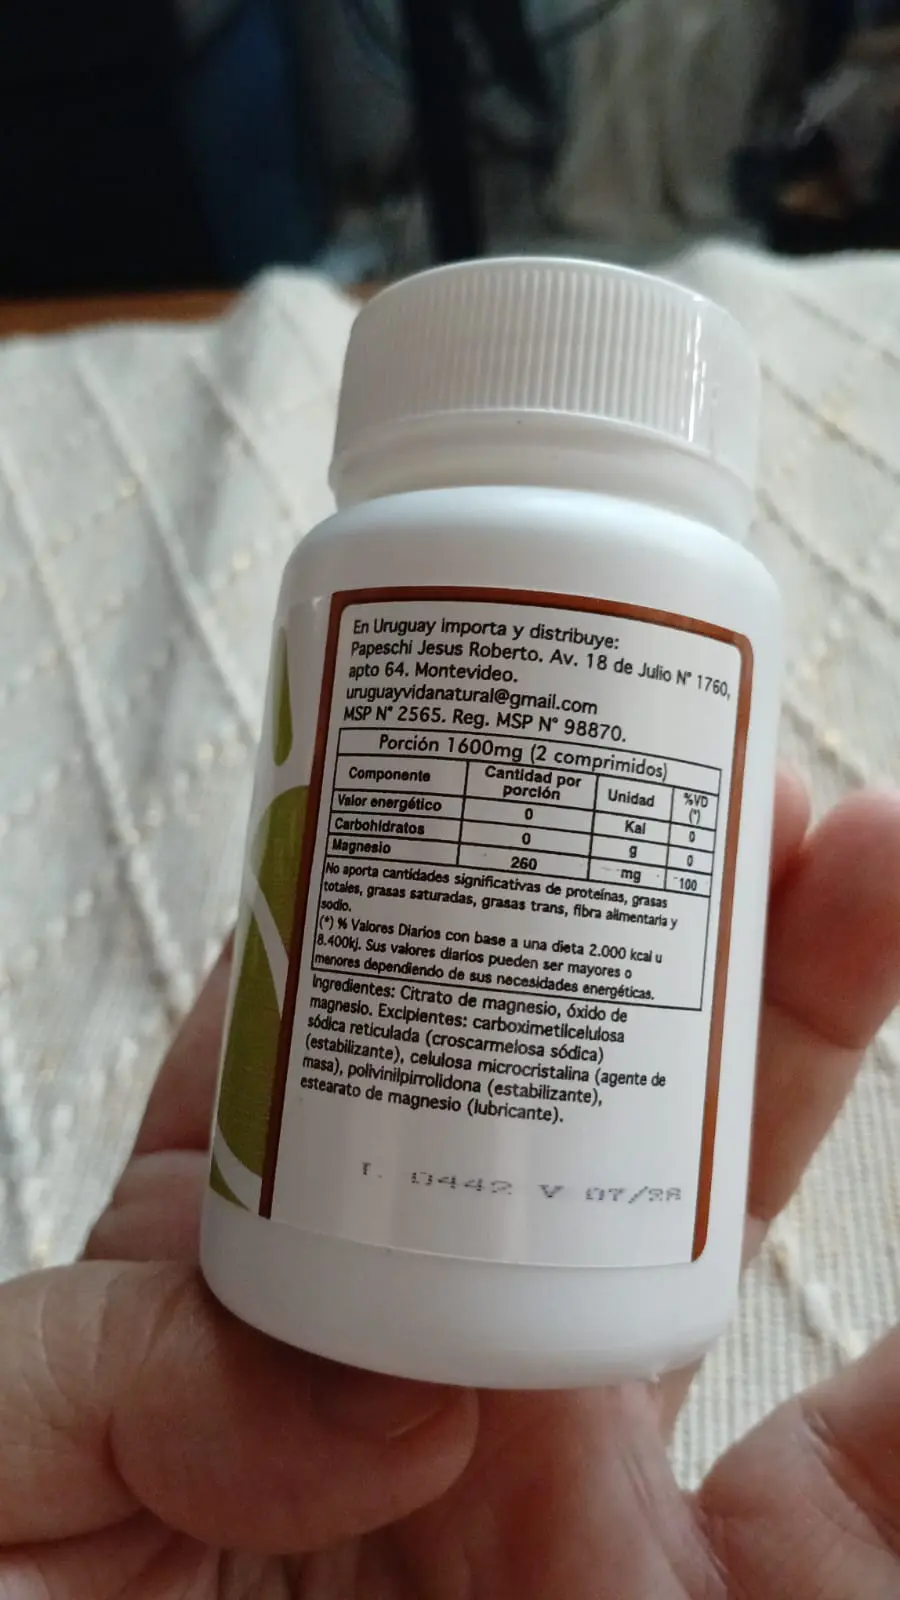 En Uruguay importa y distribuye:
Papeschi Jesus Roberto. Av. 18 de Julio N° 1760,
apto 64. Montevideo.
uruguayvidanatural@gmail.com
MSP N° 2565. Reg. MSP N° 98870.
Porción 1600mg (2 comprimidos)
Componente Cantidad por porción Unidad %VD (*)
Valor energético 0 Kal 0
Carbohidratos 0 g 0
Magnesio 260 mg 100
No aporta cantidades significativas de proteínas, grasas
totales, grasas saturadas, grasas trans, fibra alimentaria y
sodio.
(*) % Valores Diarios con base a una dieta 2.000 kcal u
8.400kj. Sus valores diarios pueden ser mayores o
menores dependiendo de sus necesidades energéticas.
Ingredientes: Citrato de magnesio, óxido de
magnesio. Excipientes: carboximetilcelulosa
sódica reticulada (croscarmelosa sódica)
(estabilizante), celulosa microcristalina (agente de
masa), polivinilpirrolidona (estabilizante),
estearato de magnesio (lubricante).
L. 0442 V 07/28